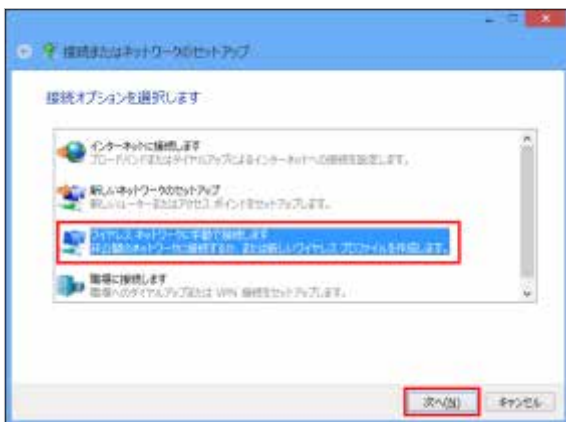 接続またはネットワークのセットアップ
接続オプションを選択します
インターネットに接続します
ブロードバンドまたはダイヤルアップによるインターネットへの接続を設定します。
新しいネットワークのセットアップ
新しいルーターまたはアクセス ポイントをセットアップします。
ワイヤレス ネットワークに手動で接続します
非公開のネットワークに接続するか、または新しいワイヤレス プロファイルを作成します。
職場に接続します
職場へのダイヤルアップまたは VPN 接続をセットアップします。
次へ(N)
キャンセル